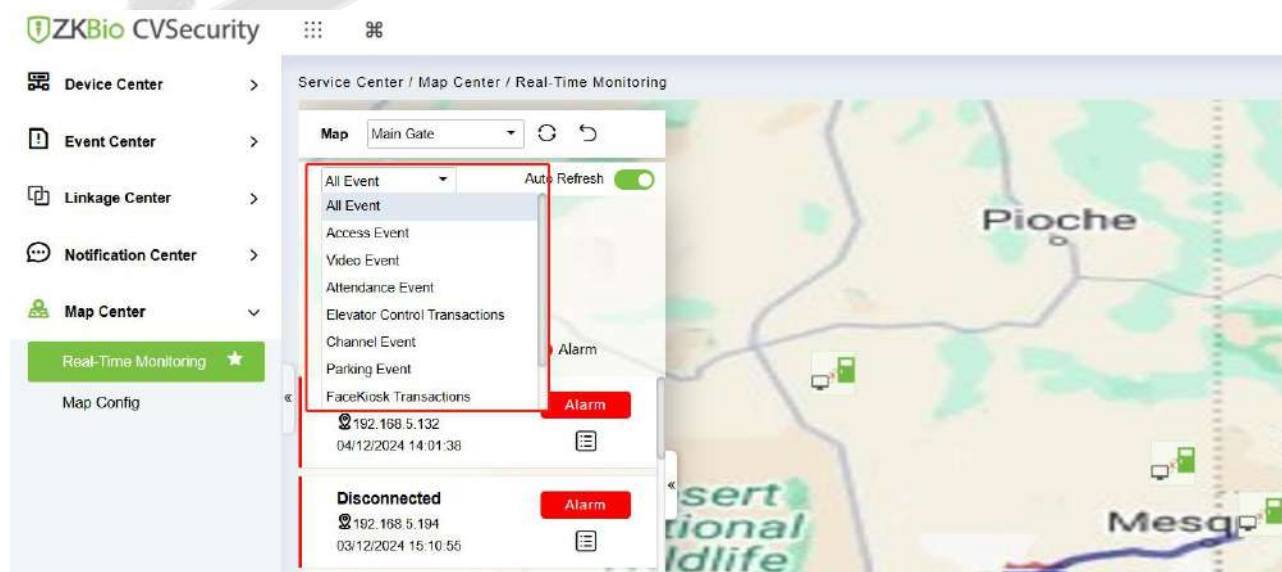 ZKBio CVSecurity
Device Center
Event Center
Linkage Center
Notification Center
Map Center
Real-Time Monitoring
Map Config
Service Center / Map Center / Real-Time Monitoring
Map Main Gate
All Event Auto Refresh
All Event
Access Event
Video Event
Attendance Event
Elevator Control Transactions
Channel Event
Parking Event
FaceKiosk Transactions
Alarm
Alarm
192.168.5.132
04/12/2024 14:01:38
Disconnected
Alarm
192.168.5.194
03/12/2024 15:10:55
Pioche
Mesq
sert
tional
ldlife